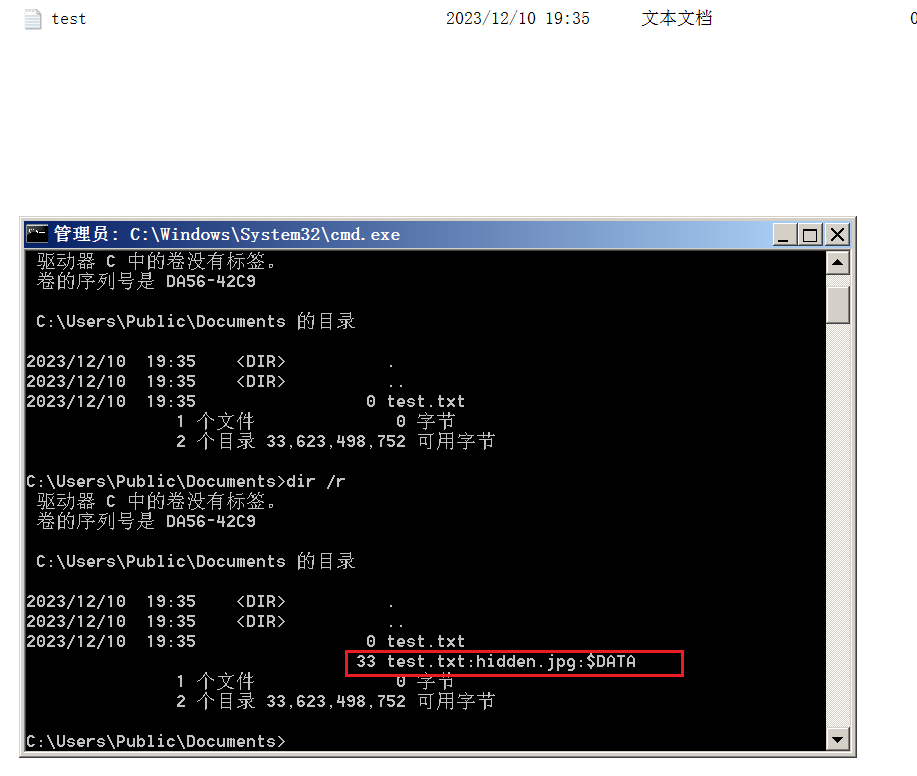 test 2023/12/10 19:35 文本文档 0
管理员: C:\Windows\System32\cmd.exe
驱动器 C 中的卷没有标签。
卷的序列号是 DA56-42C9
C:\Users\Public\Documents 的目录
2023/12/10 19:35 <DIR> .
2023/12/10 19:35 <DIR> ..
2023/12/10 19:35 0 test.txt
1 个文件 0 字节
2 个目录 33,623,498,752 可用字节
C:\Users\Public\Documents>dir /r
驱动器 C 中的卷没有标签。
卷的序列号是 DA56-42C9
C:\Users\Public\Documents 的目录
2023/12/10 19:35 <DIR> .
2023/12/10 19:35 <DIR> ..
2023/12/10 19:35 0 test.txt
33 test.txt:hidden.jpg:$DATA
1 个文件 0 字节
2 个目录 33,623,498,752 可用字节
C:\Users\Public\Documents>